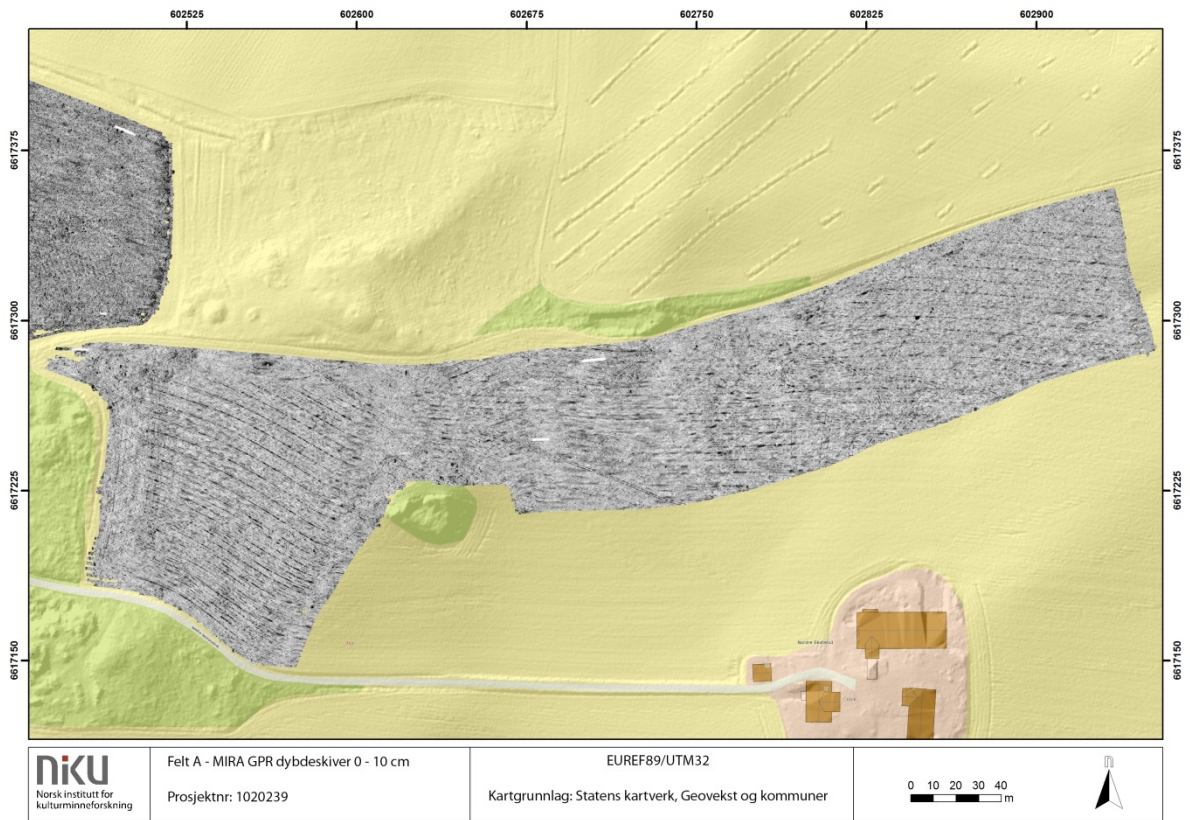 602525 602600 602675 602750 602825 602900
6617375 6617375
6617300 6617300
6617225 6617225
6617150 6617150
niku
Norsk institutt for
kulturminneforskning
Felt A - MIRA GPR dybdeskiver 0 - 10 cm
Prosjektnr: 1020239
EUREF89/UTM32
Kartgrunnlag: Statens kartverk, Geovekst og kommuner
0 10 20 30 40
m
n